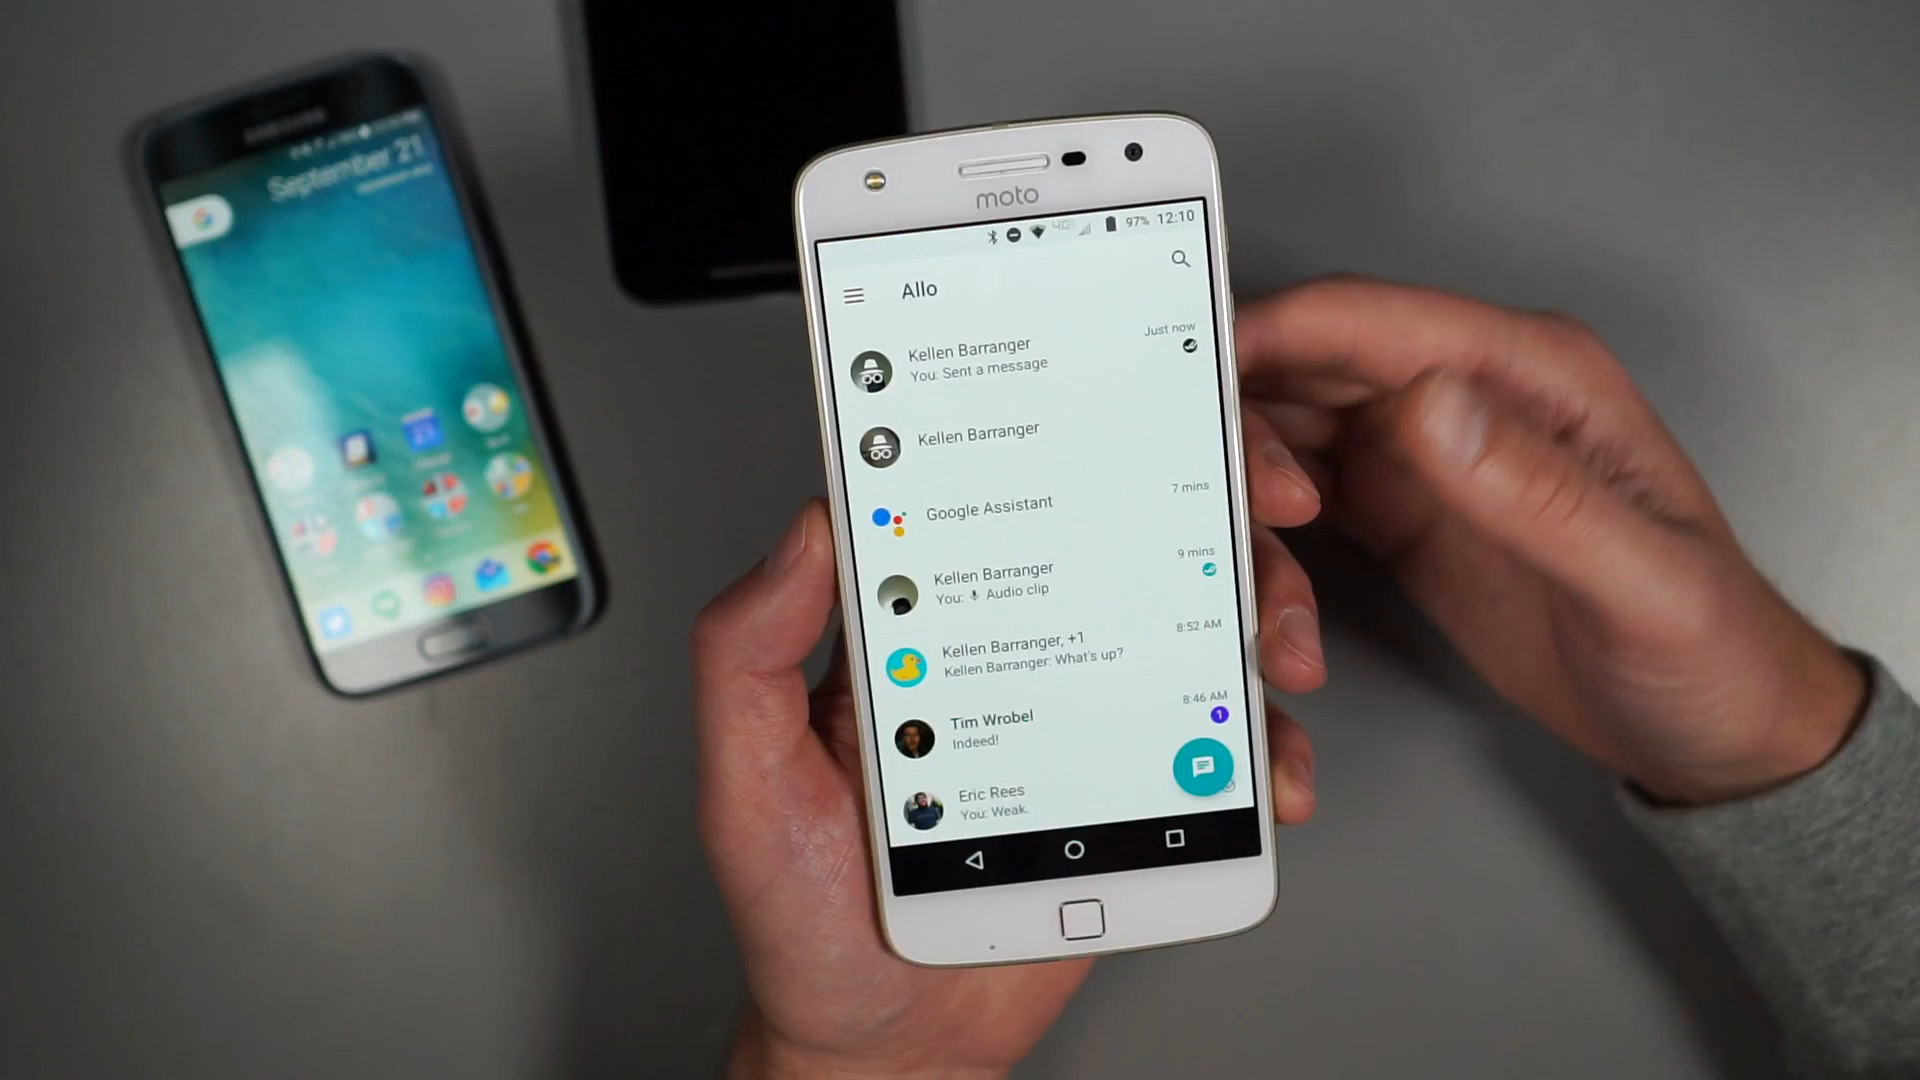 SAMSUNG
September 21
moto
4G
97%
12:10
Allo
Kellen Barranger
Just now
You: Sent a message
Kellen Barranger
Google Assistant
7 mins
Kellen Barranger
9 mins
You: Audio clip
Kellen Barranger, +1
8:52 AM
Kellen Barranger: What's up?
Tim Wrobel
8:46 AM
Indeed!
1
Eric Rees
You: Weak.